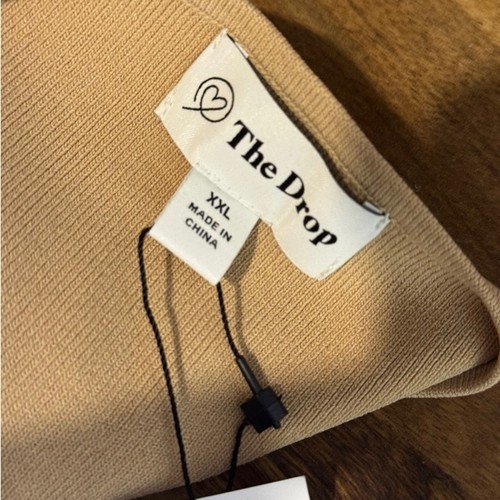 The Drop
XXL
MADE IN
CHINA